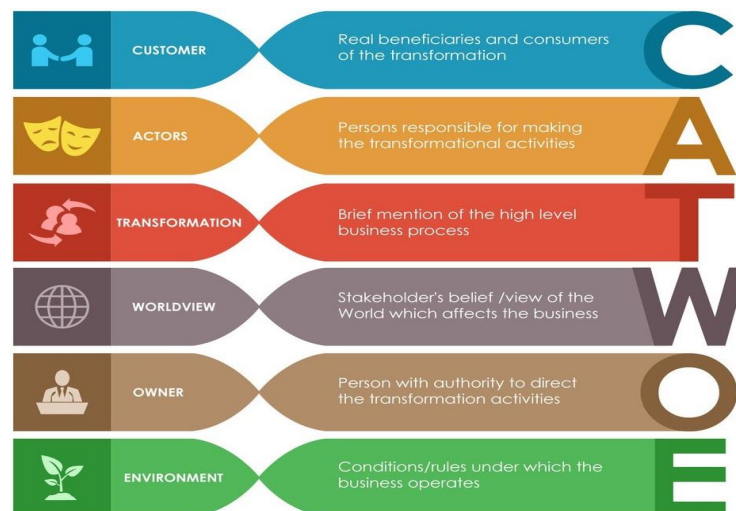 CUSTOMER
Real beneficiaries and consumers
of the transformation
C
ACTORS
Persons responsible for making
the transformational activities
A
TRANSFORMATION
Brief mention of the high level
business process
T
WORLDVIEW
Stakeholder's belief /view of the
World which affects the business
W
OWNER
Person with authority to direct
the transformation activities
O
ENVIRONMENT
Conditions/rules under which the
business operates
E